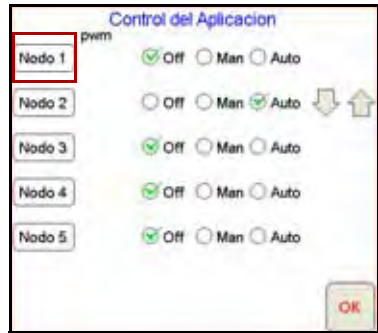 Control del Aplicacion
pwm
Nodo 1 Off Man Auto
Nodo 2 Off Man Auto
Nodo 3 Off Man Auto
Nodo 4 Off Man Auto
Nodo 5 Off Man Auto
OK